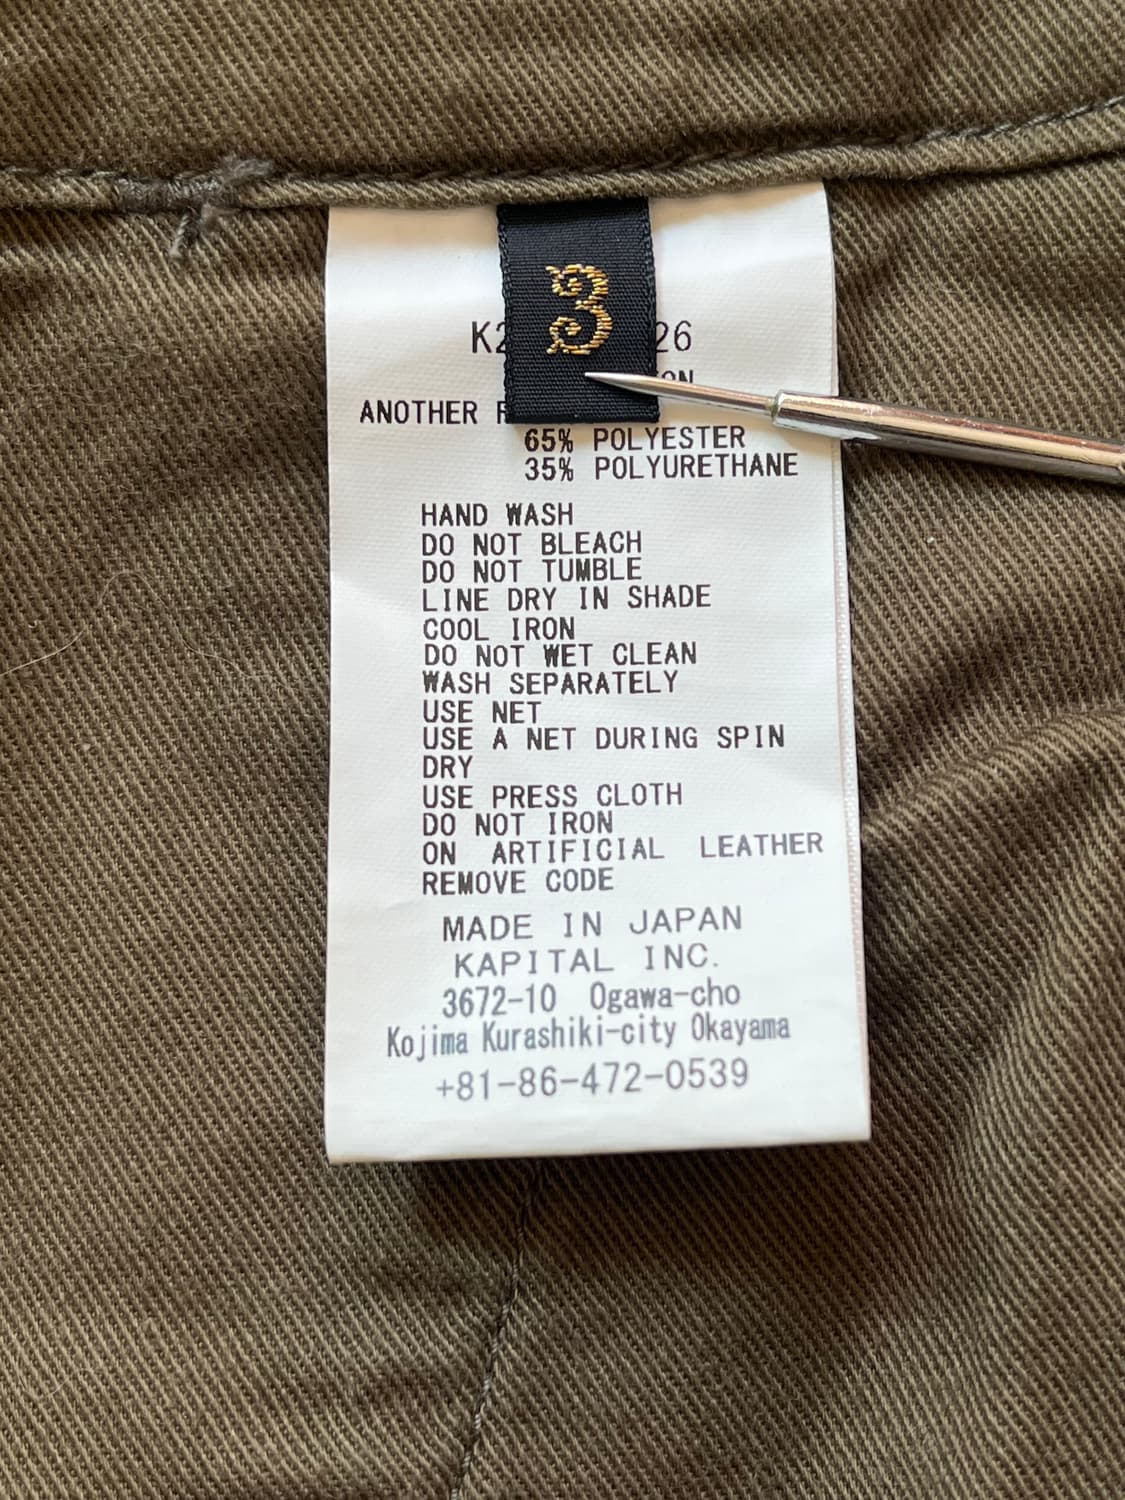 3
26
ANOTHER
65% POLYESTER
35% POLYURETHANE
HAND WASH
DO NOT BLEACH
DO NOT TUMBLE
LINE DRY IN SHADE
COOL IRON
DO NOT WET CLEAN
WASH SEPARATELY
USE NET
USE A NET DURING SPIN
DRY
USE PRESS CLOTH
DO NOT IRON
ON ARTIFICIAL LEATHER
REMOVE CODE
MADE IN JAPAN
KAPITAL INC.
3672-10 Ogawa-cho
Kojima Kurashiki-city Okayama
+81-86-472-0539